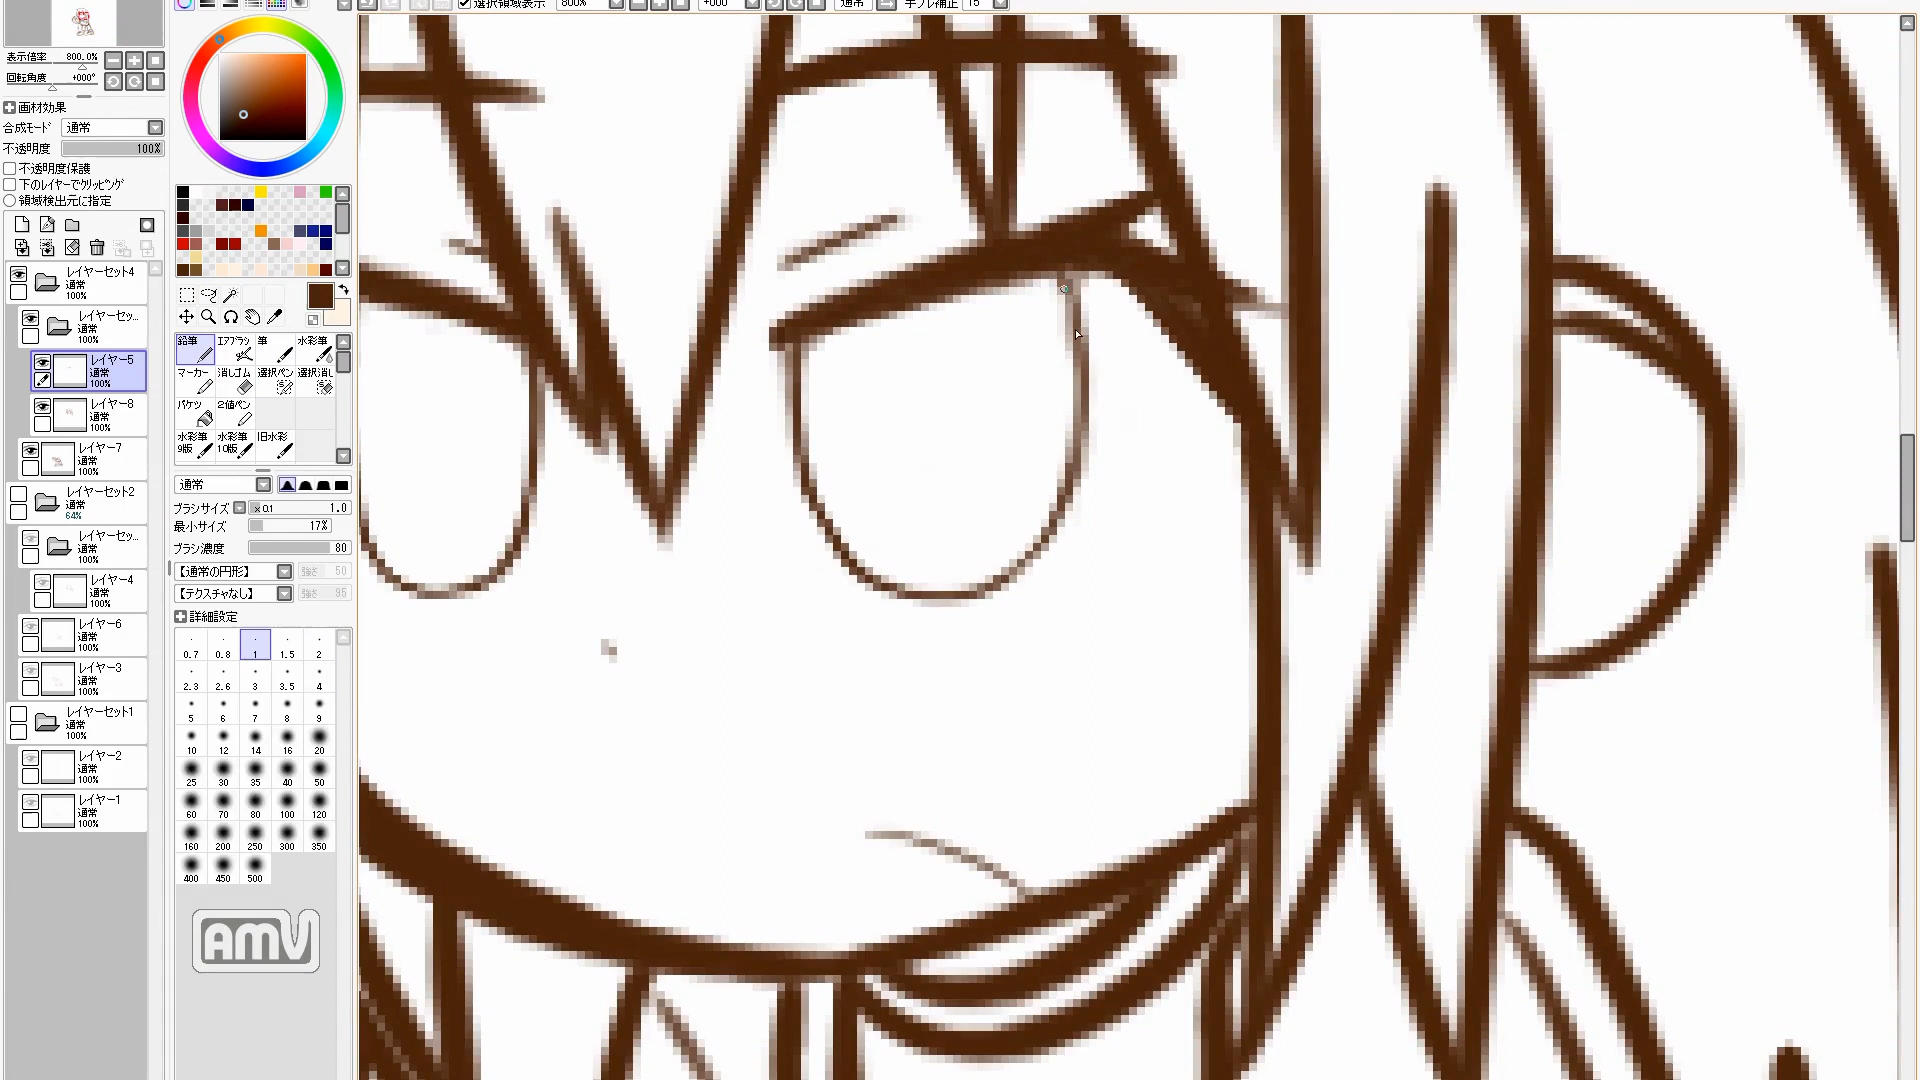 選択領域表示 800% +000° 通常 手ブレ補正 15
表示倍率 800.0%
回転角度 +000°
画材効果
合成モード 通常
不透明度 100%
不透明度保護
下のレイヤーでクリッピング
領域検出元に指定
レイヤーセット4
通常
100%
レイヤーセッ...
通常
100%
レイヤー5
通常
100%
レイヤー8
通常
100%
レイヤー7
通常
100%
レイヤーセット2
通常
64%
レイヤーセッ...
通常
100%
レイヤー4
通常
100%
レイヤー6
通常
100%
レイヤー3
通常
100%
レイヤーセット1
通常
100%
レイヤー2
通常
100%
レイヤー1
通常
100%
鉛筆 エアブラシ 筆 水彩筆
マーカー 消しゴム 選択ペン 選択消し
バケツ 2値ペン
水彩筆 水彩筆 旧水彩
9版 10版
通常
ブラシサイズ x0.1 1.0
最小サイズ 17%
ブラシ濃度 80
【通常の円形】 強さ 50
【テクスチャなし】 強さ 95
詳細設定
0.7 0.8 1 1.5 2
2.3 2.6 3 3.5 4
5 6 7 8 9
10 12 14 16 20
25 30 35 40 50
60 70 80 100 120
160 200 250 300 350
400 450 500
AMV